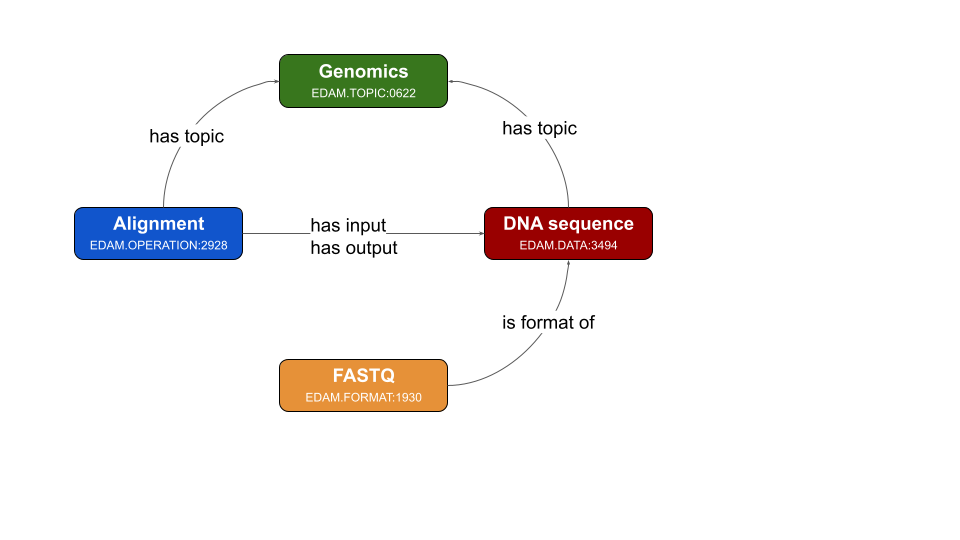 Genomics
EDAM.TOPIC:0622
has topic
has topic
Alignment
EDAM.OPERATION:2928
has input
has output
DNA sequence
EDAM.DATA:3494
is format of
FASTQ
EDAM.FORMAT:1930